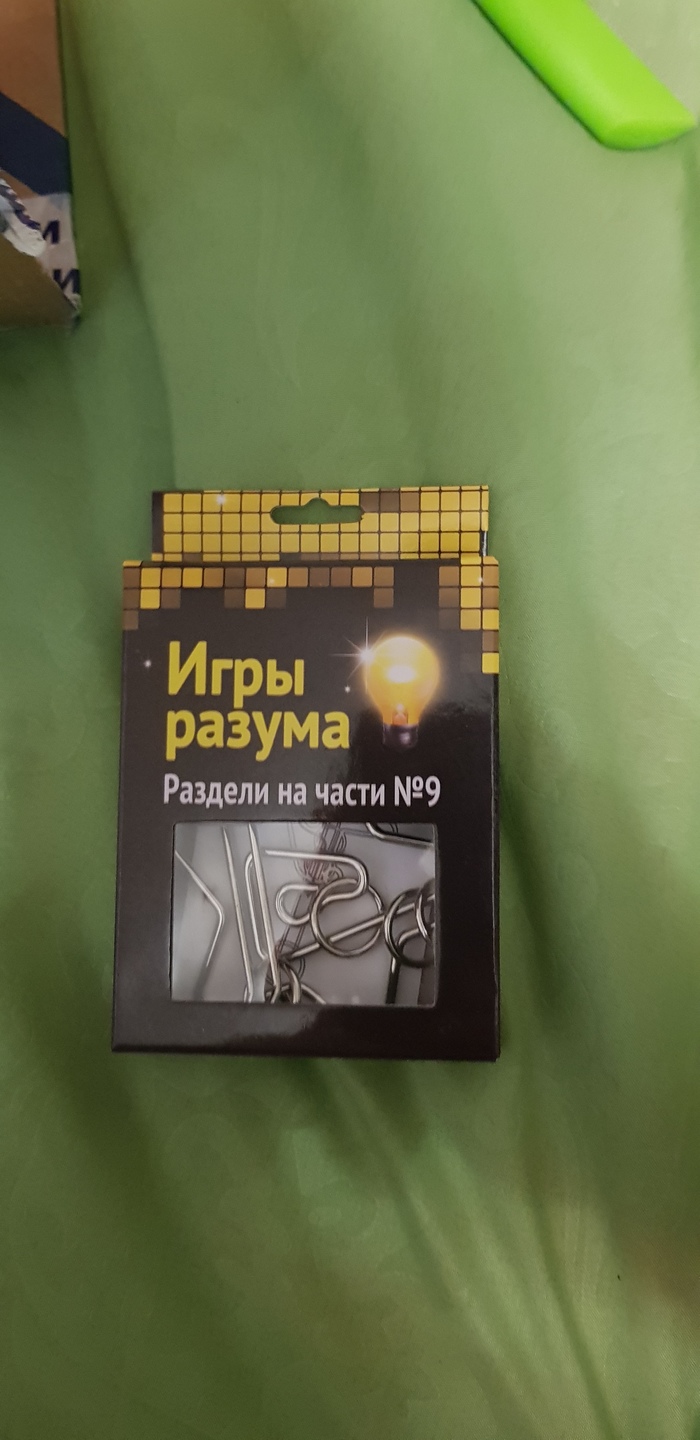 Игры
разума
Раздели на части №9